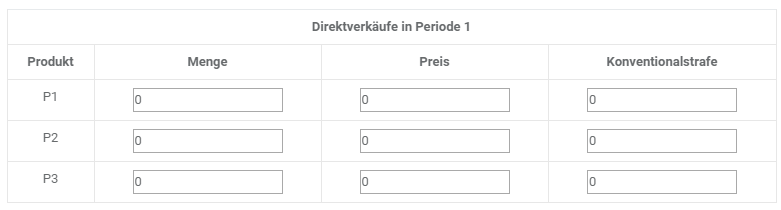 Direktverkäufe in Periode 1
Produkt Menge Preis Konventionalstrafe
P1 0 0 0
P2 0 0 0
P3 0 0 0